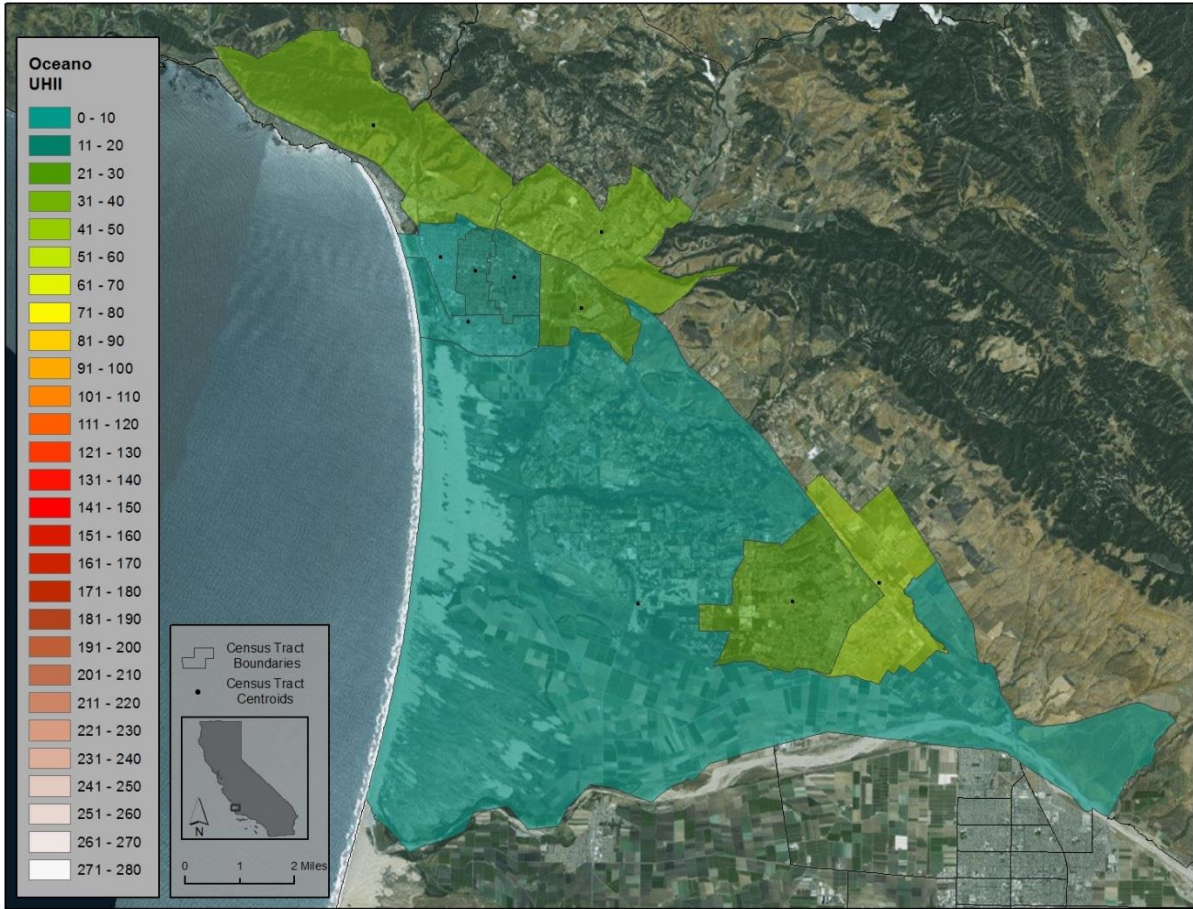 Oceano
UHII
0 - 10
11 - 20
21 - 30
31 - 40
41 - 50
51 - 60
61 - 70
71 - 80
81 - 90
91 - 100
101 - 110
111 - 120
121 - 130
131 - 140
141 - 150
151 - 160
161 - 170
171 - 180
181 - 190
191 - 200
201 - 210
211 - 220
221 - 230
231 - 240
241 - 250
251 - 260
261 - 270
271 - 280
Census Tract
Boundaries
Census Tract
Centroids
N
0 1 2 Miles